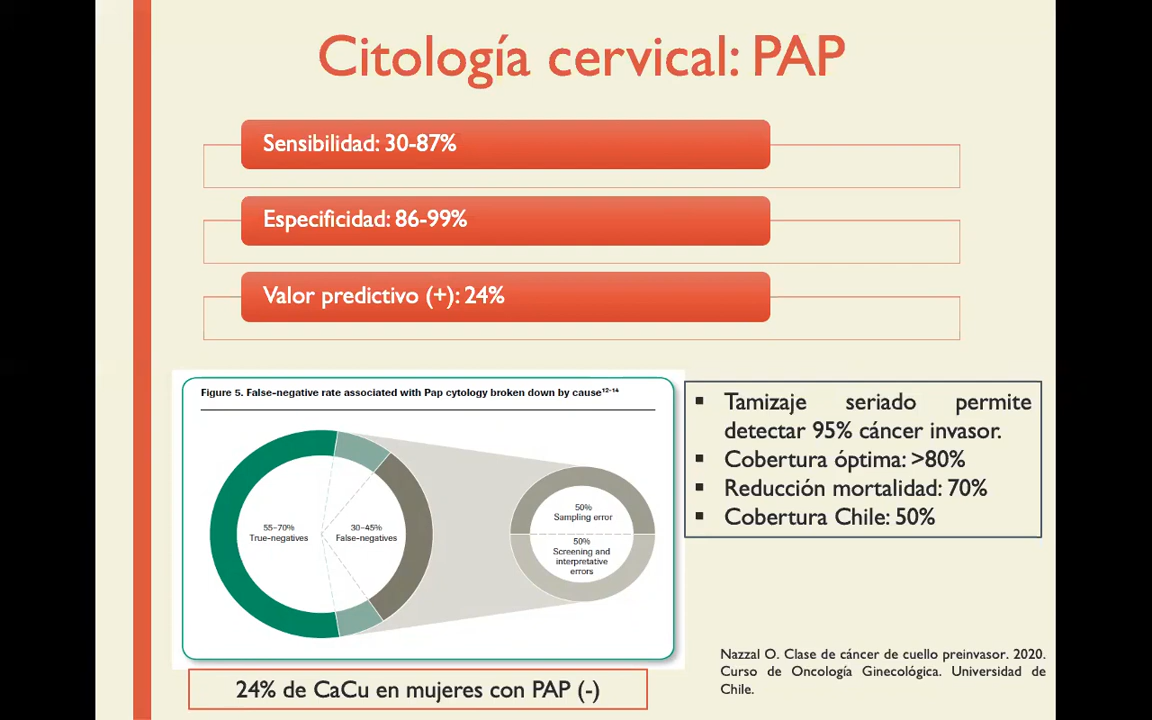 Citología cervical: PAP
Sensibilidad: 30-87%
Especificidad: 86-99%
Valor predictivo (+): 24%
Figure 5. False-negative rate associated with Pap cytology broken down by cause¹²⁻¹⁴
55–70%
True-negatives
30–45%
False-negatives
50%
Sampling error
50%
Screening and
interpretative
errors
24% de CaCu en mujeres con PAP (-)
▪ Tamizaje seriado permite
detectar 95% cáncer invasor.
▪ Cobertura óptima: >80%
▪ Reducción mortalidad: 70%
▪ Cobertura Chile: 50%
Nazzal O. Clase de cáncer de cuello preinvasor. 2020.
Curso de Oncología Ginecológica. Universidad de
Chile.